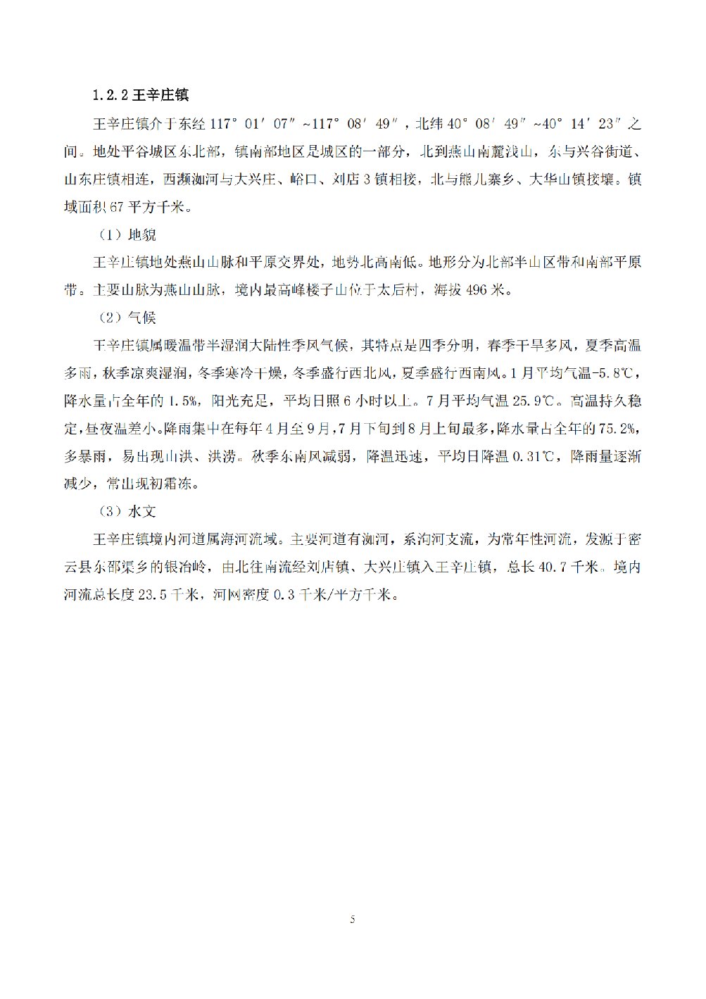 1.2.2 王辛庄镇
王辛庄镇介于东经 117° 01′ 07″ ~117° 08′ 49″ ,北纬 40° 08′ 49″ ~40° 14′ 23″ 之
间。地处平谷城区东北部，镇南部地区是城区的一部分，北到燕山南麓浅山，东与兴谷街道、
山东庄镇相连，西濒洳河与大兴庄、峪口、刘店 3 镇相接，北与熊儿寨乡、大华山镇接壤。镇
域面积 67 平方千米。
（1）地貌
王辛庄镇地处燕山山脉和平原交界处，地势北高南低。地形分为北部半山区带和南部平原
带。主要山脉为燕山山脉，境内最高峰楼子山位于太后村，海拔 496 米。
（2）气候
王辛庄镇属暖温带半湿润大陆性季风气候，其特点是四季分明，春季干旱多风，夏季高温
多雨，秋季凉爽湿润，冬季寒冷干燥，冬季盛行西北风，夏季盛行西南风。1 月平均气温-5.8℃，
降水量占全年的 1.5%，阳光充足，平均日照 6 小时以上。7 月平均气温 25.9℃。高温持久稳
定，昼夜温差小。降雨集中在每年 4 月至 9 月，7 月下旬到 8 月上旬最多，降水量占全年的 75.2%，
多暴雨，易出现山洪、洪涝。秋季东南风减弱，降温迅速，平均日降温 0.31℃，降雨量逐渐
减少，常出现初霜冻。
（3）水文
王辛庄镇境内河道属海河流域。主要河道有洳河，系泃河支流，为常年性河流，发源于密
云县东邵渠乡的银冶岭，由北往南流经刘店镇、大兴庄镇入王辛庄镇，总长 40.7 千米。境内
河流总长度 23.5 千米，河网密度 0.3 千米/平方千米。
5